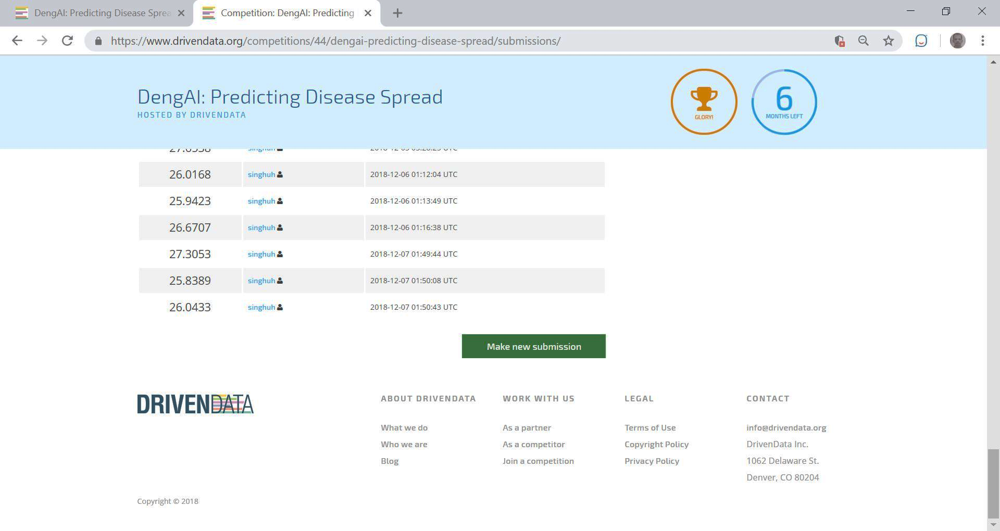 DengAI: Predicting Disease Sprea
Competition: DengAI: Predicting
https://www.drivendata.org/competitions/44/dengai-predicting-disease-spread/submissions/
DengAI: Predicting Disease Spread
HOSTED BY DRIVENDATA
GLORY!
6
MONTHS LEFT
singhuh
26.0168 singhuh 2018-12-06 01:12:04 UTC
25.9423 singhuh 2018-12-06 01:13:49 UTC
26.6707 singhuh 2018-12-06 01:16:38 UTC
27.3053 singhuh 2018-12-07 01:49:44 UTC
25.8389 singhuh 2018-12-07 01:50:08 UTC
26.0433 singhuh 2018-12-07 01:50:43 UTC
Make new submission
DRIVENDATA
ABOUT DRIVENDATA
What we do
Who we are
Blog
WORK WITH US
As a partner
As a competitor
Join a competition
LEGAL
Terms of Use
Copyright Policy
Privacy Policy
CONTACT
info@drivendata.org
DrivenData Inc.
1062 Delaware St.
Denver, CO 80204
Copyright © 2018